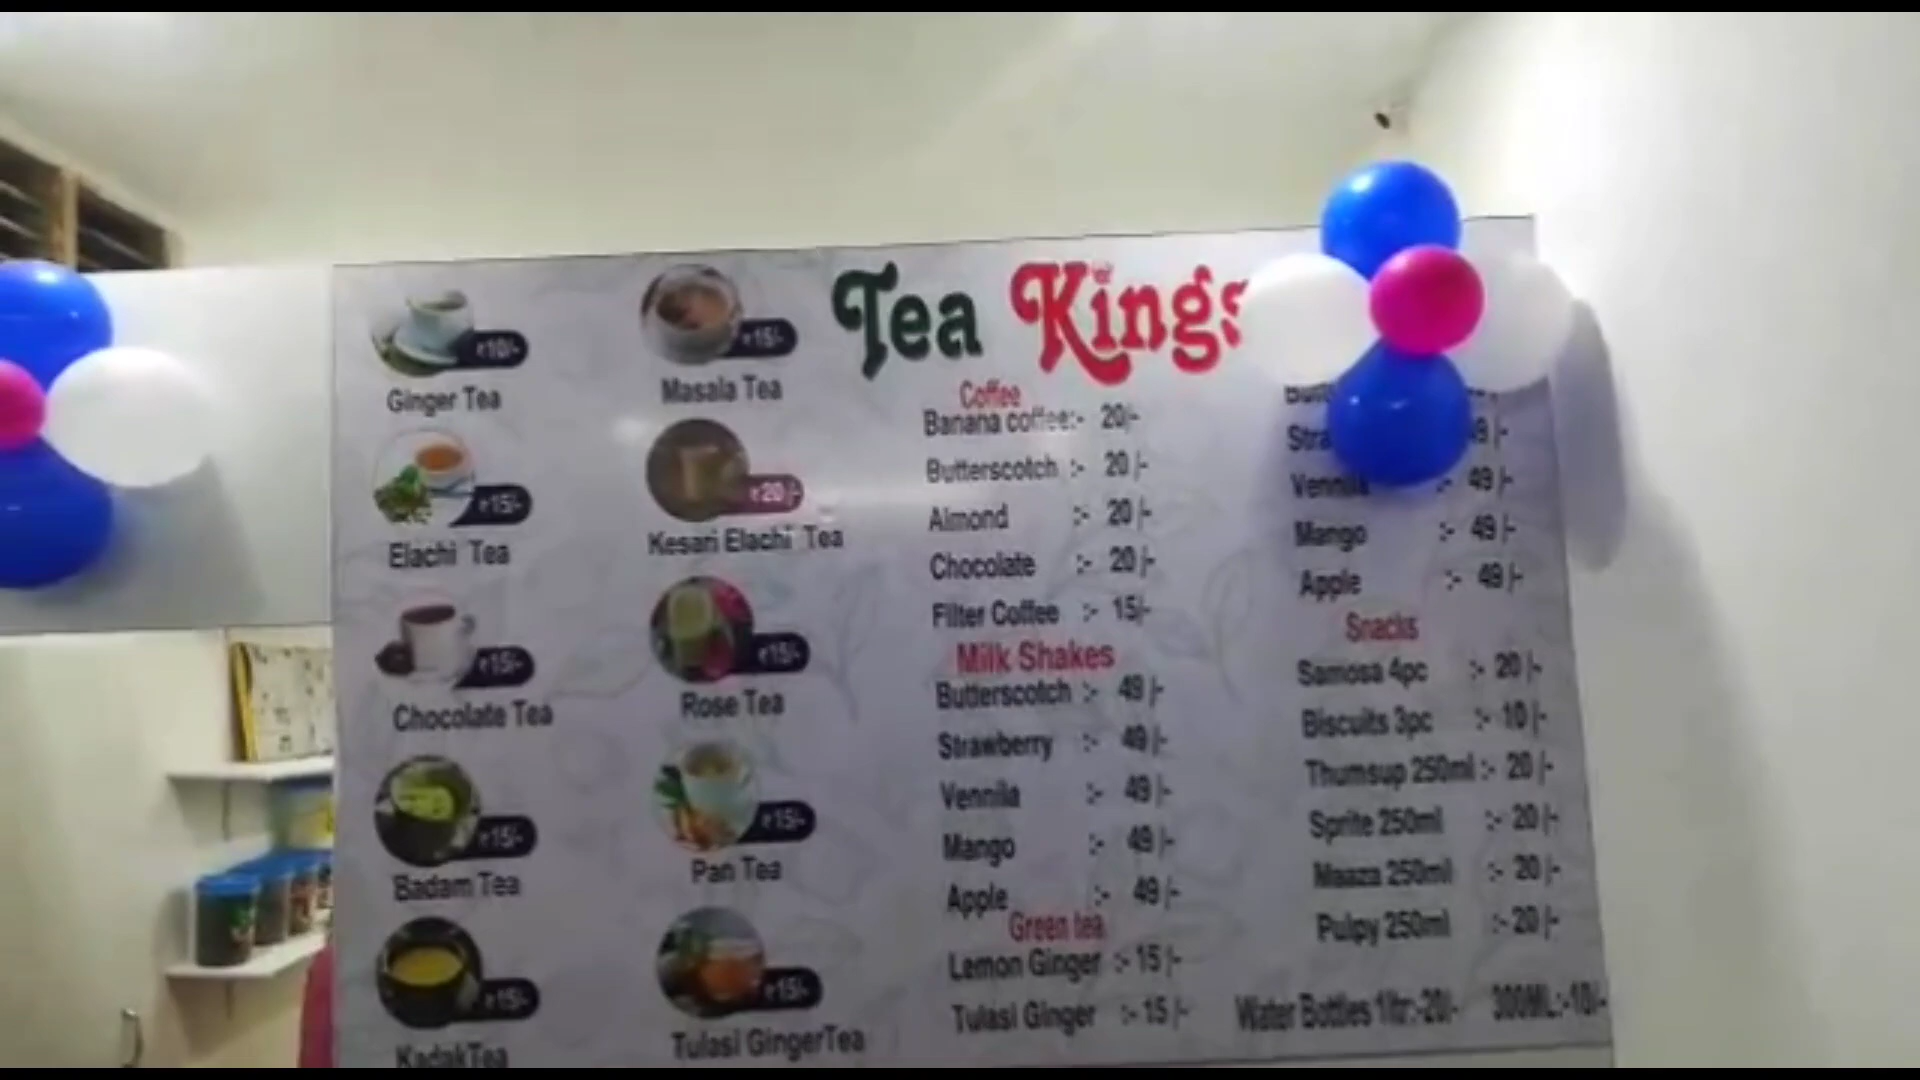 Tea Kings
₹10/-
Ginger Tea
₹15/-
Elachi Tea
₹15/-
Chocolate Tea
₹15/-
Badam Tea
₹15/-
KadakTea
₹15/-
Masala Tea
₹20/-
Kesari Elachi Tea
₹15/-
Rose Tea
₹15/-
Pan Tea
₹15/-
Tulasi GingerTea
Coffee
Banana coffee:- 20/-
Butterscotch :- 20 /-
Almond :- 20 /-
Chocolate :- 20 /-
Filter Coffee :- 15/-
Milk Shakes
Butterscotch :- 49 /-
Strawberry :- 49 /-
Vennila :- 49 /-
Mango :- 49 /-
Apple :- 49 /-
Green tea
Lemon Ginger :- 15 /-
Tulasi Ginger :- 15 /-
Vennila :- 49 /-
Mango :- 49 /-
Apple :- 49 /-
Snacks
Samosa 4pc :- 20 /-
Biscuits 3pc :- 10 /-
Thumsup 250ml :- 20 /-
Sprite 250ml :- 20 /-
Maaza 250ml :- 20 /-
Pulpy 250ml :- 20 /-
Water Bottles 1ltr:-20/- 300ML:-10/-